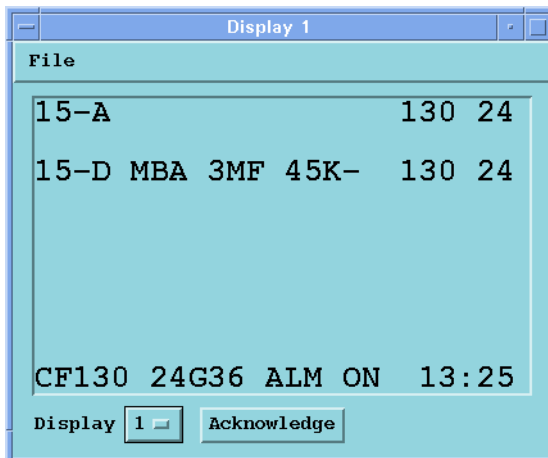 Display 1
File
15-A 130 24
15-D MBA 3MF 45K- 130 24
CF130 24G36 ALM ON 13:25
Display 1 Acknowledge